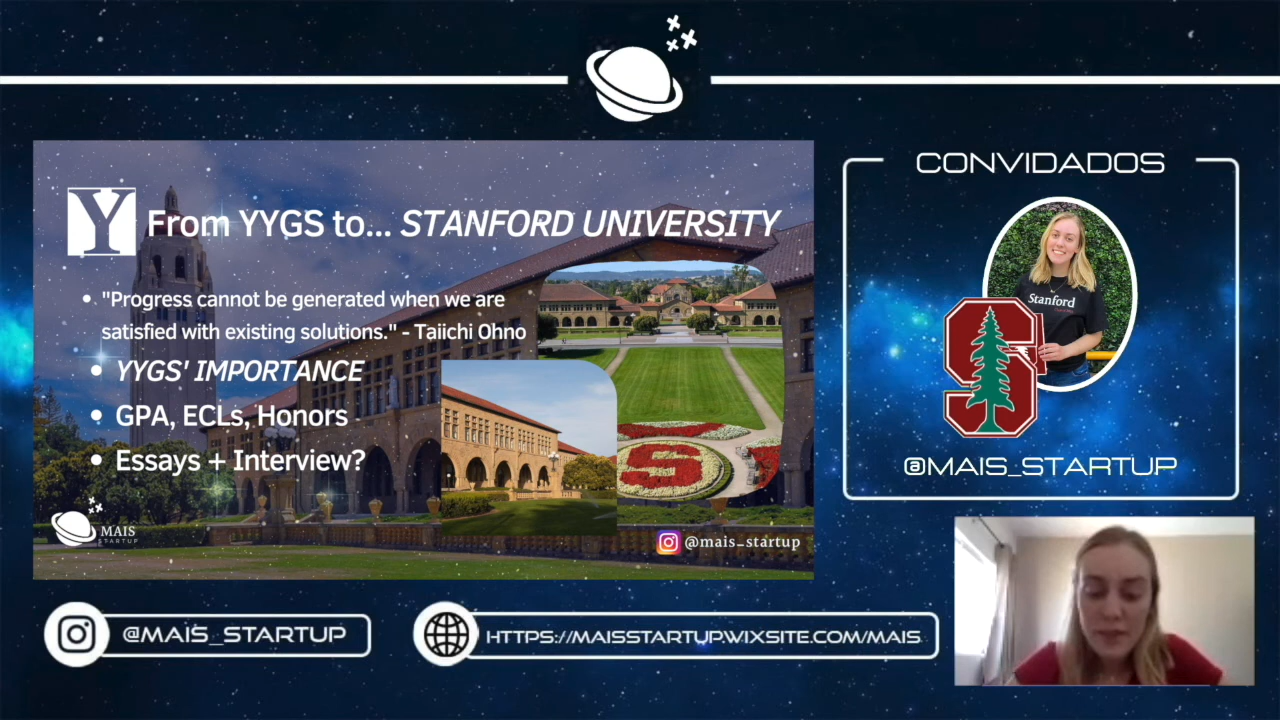 CONVIDADOS
Y
From YYGS to... STANFORD UNIVERSITY
• "Progress cannot be generated when we are
satisfied with existing solutions." - Taiichi Ohno
• YYGS' IMPORTANCE
• GPA, ECLs, Honors
• Essays + Interview?
MAIS
STARTUP
@mais_startup
Stanford
S
S
@MAIS_STARTUP
@MAIS_STARTUP
HTTPS://MAISSTARTUP.WIXSITE.COM/MAIS